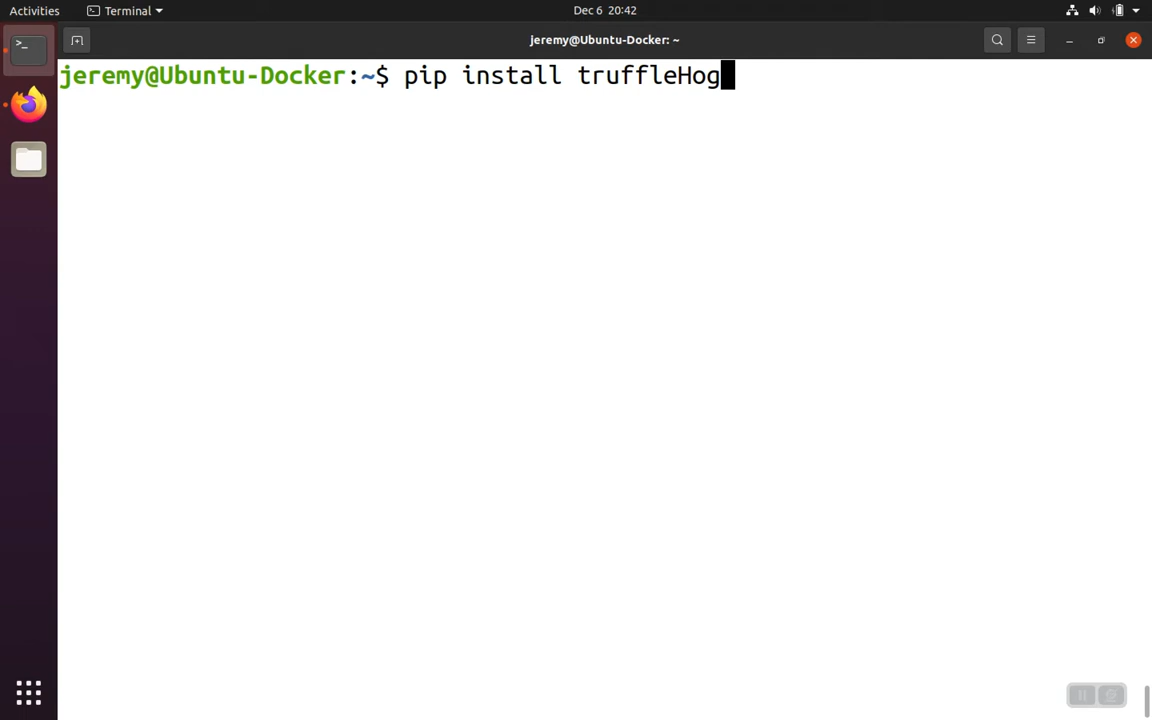 Activities Terminal Dec 6 20:42
jeremy@Ubuntu-Docker: ~
jeremy@Ubuntu-Docker:~$ pip install truffleHog